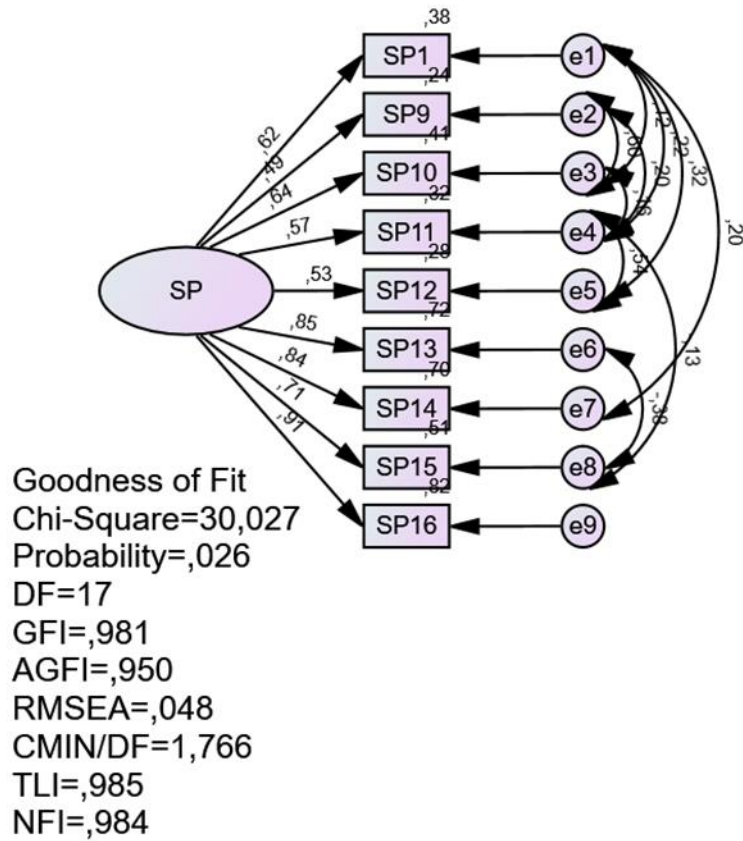 ,38
SP1
e1
,24
SP9
e2
,41
SP10
e3
,32
SP11
e4
,28
SP12
e5
,72
SP13
e6
,70
SP14
e7
,51
SP15
e8
,82
SP16
e9
SP
,62
,49
,64
,57
,53
,85
,84
,71
,91
,22
,32
,20
,20
,54
,13
-,38
Goodness of Fit
Chi-Square=30,027
Probability=,026
DF=17
GFI=,981
AGFI=,950
RMSEA=,048
CMIN/DF=1,766
TLI=,985
NFI=,984